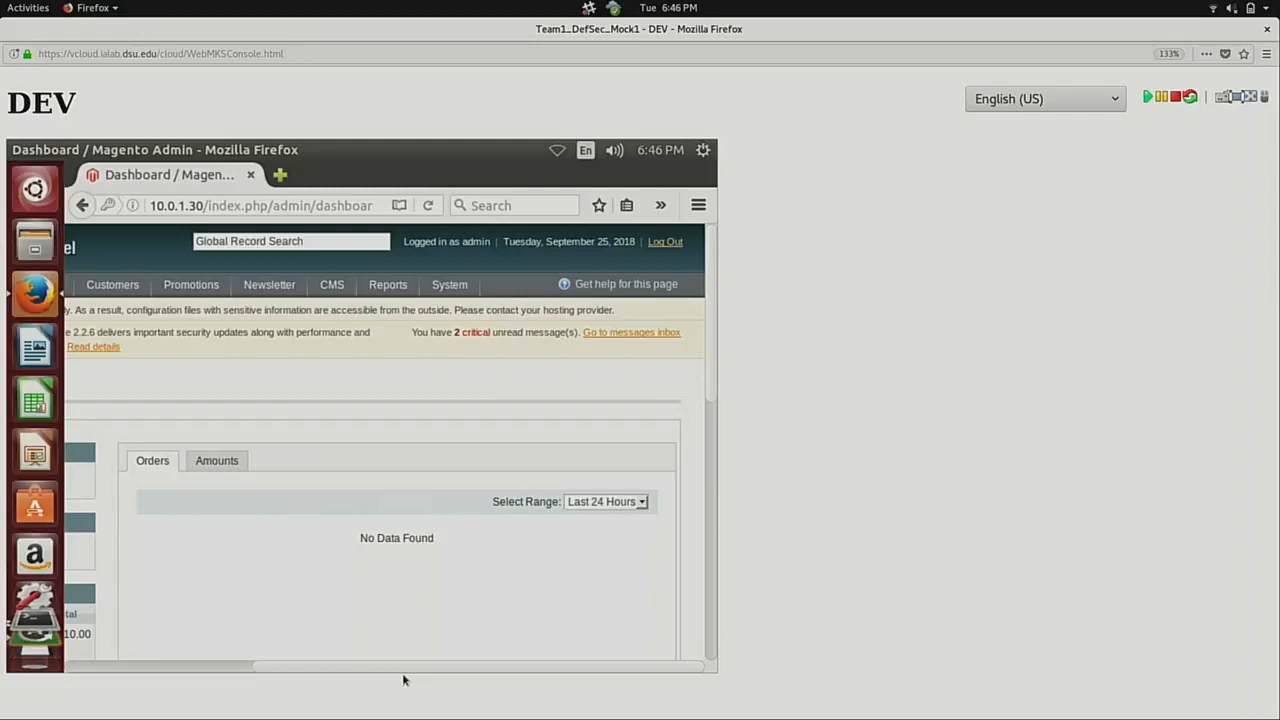 Activities Firefox Tue 6:46 PM
Team1_DefSec_Mock1 - DEV - Mozilla Firefox
https://vcloud.ialab.dsu.edu/cloud/WebMKSConsole.html 133%
DEV
English (US)
Dashboard / Magento Admin - Mozilla Firefox En 6:46 PM
Dashboard / Magen...
10.0.1.30/index.php/admin/dashboar Search
el Global Record Search Logged in as admin | Tuesday, September 25, 2018 | Log Out
Customers Promotions Newsletter CMS Reports System Get help for this page
ly. As a result, configuration files with sensitive information are accessible from the outside. Please contact your hosting provider.
e 2.2.6 delivers important security updates along with performance and You have 2 critical unread message(s). Go to messages inbox
Read details
Orders Amounts
Select Range: Last 24 Hours
No Data Found
tal
10.00